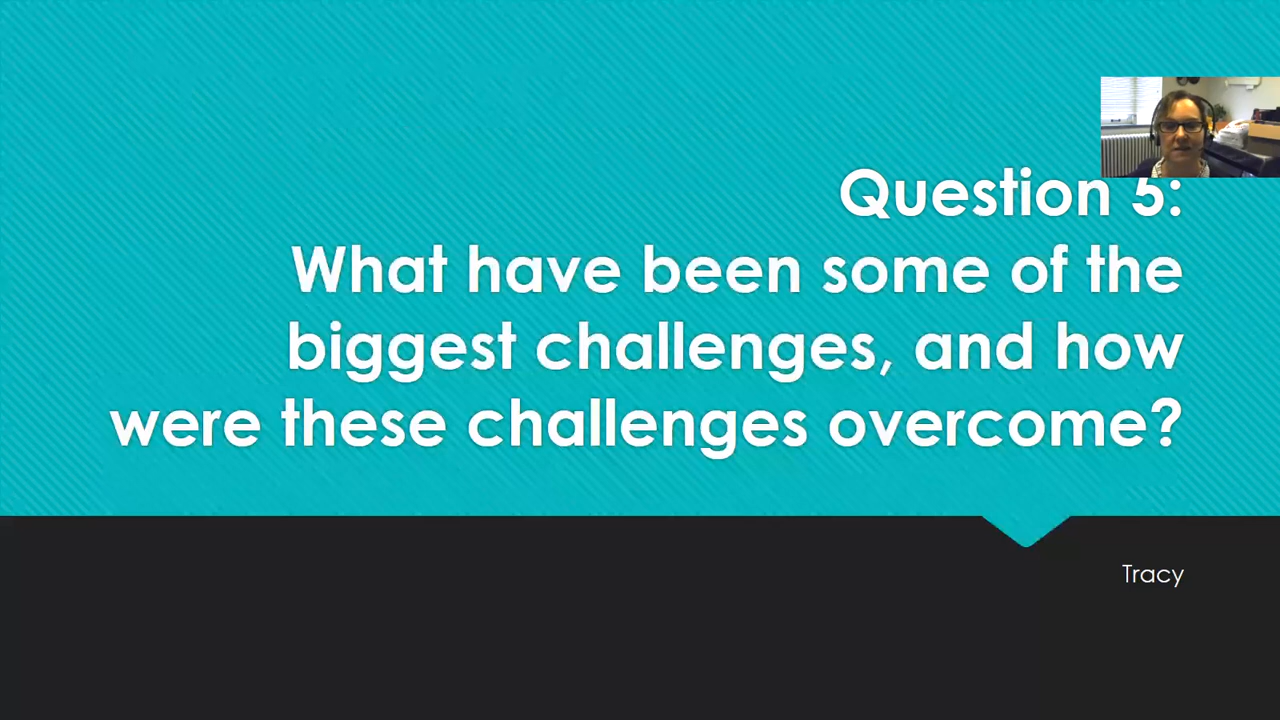 Question 5:
What have been some of the
biggest challenges, and how
were these challenges overcome?
Tracy